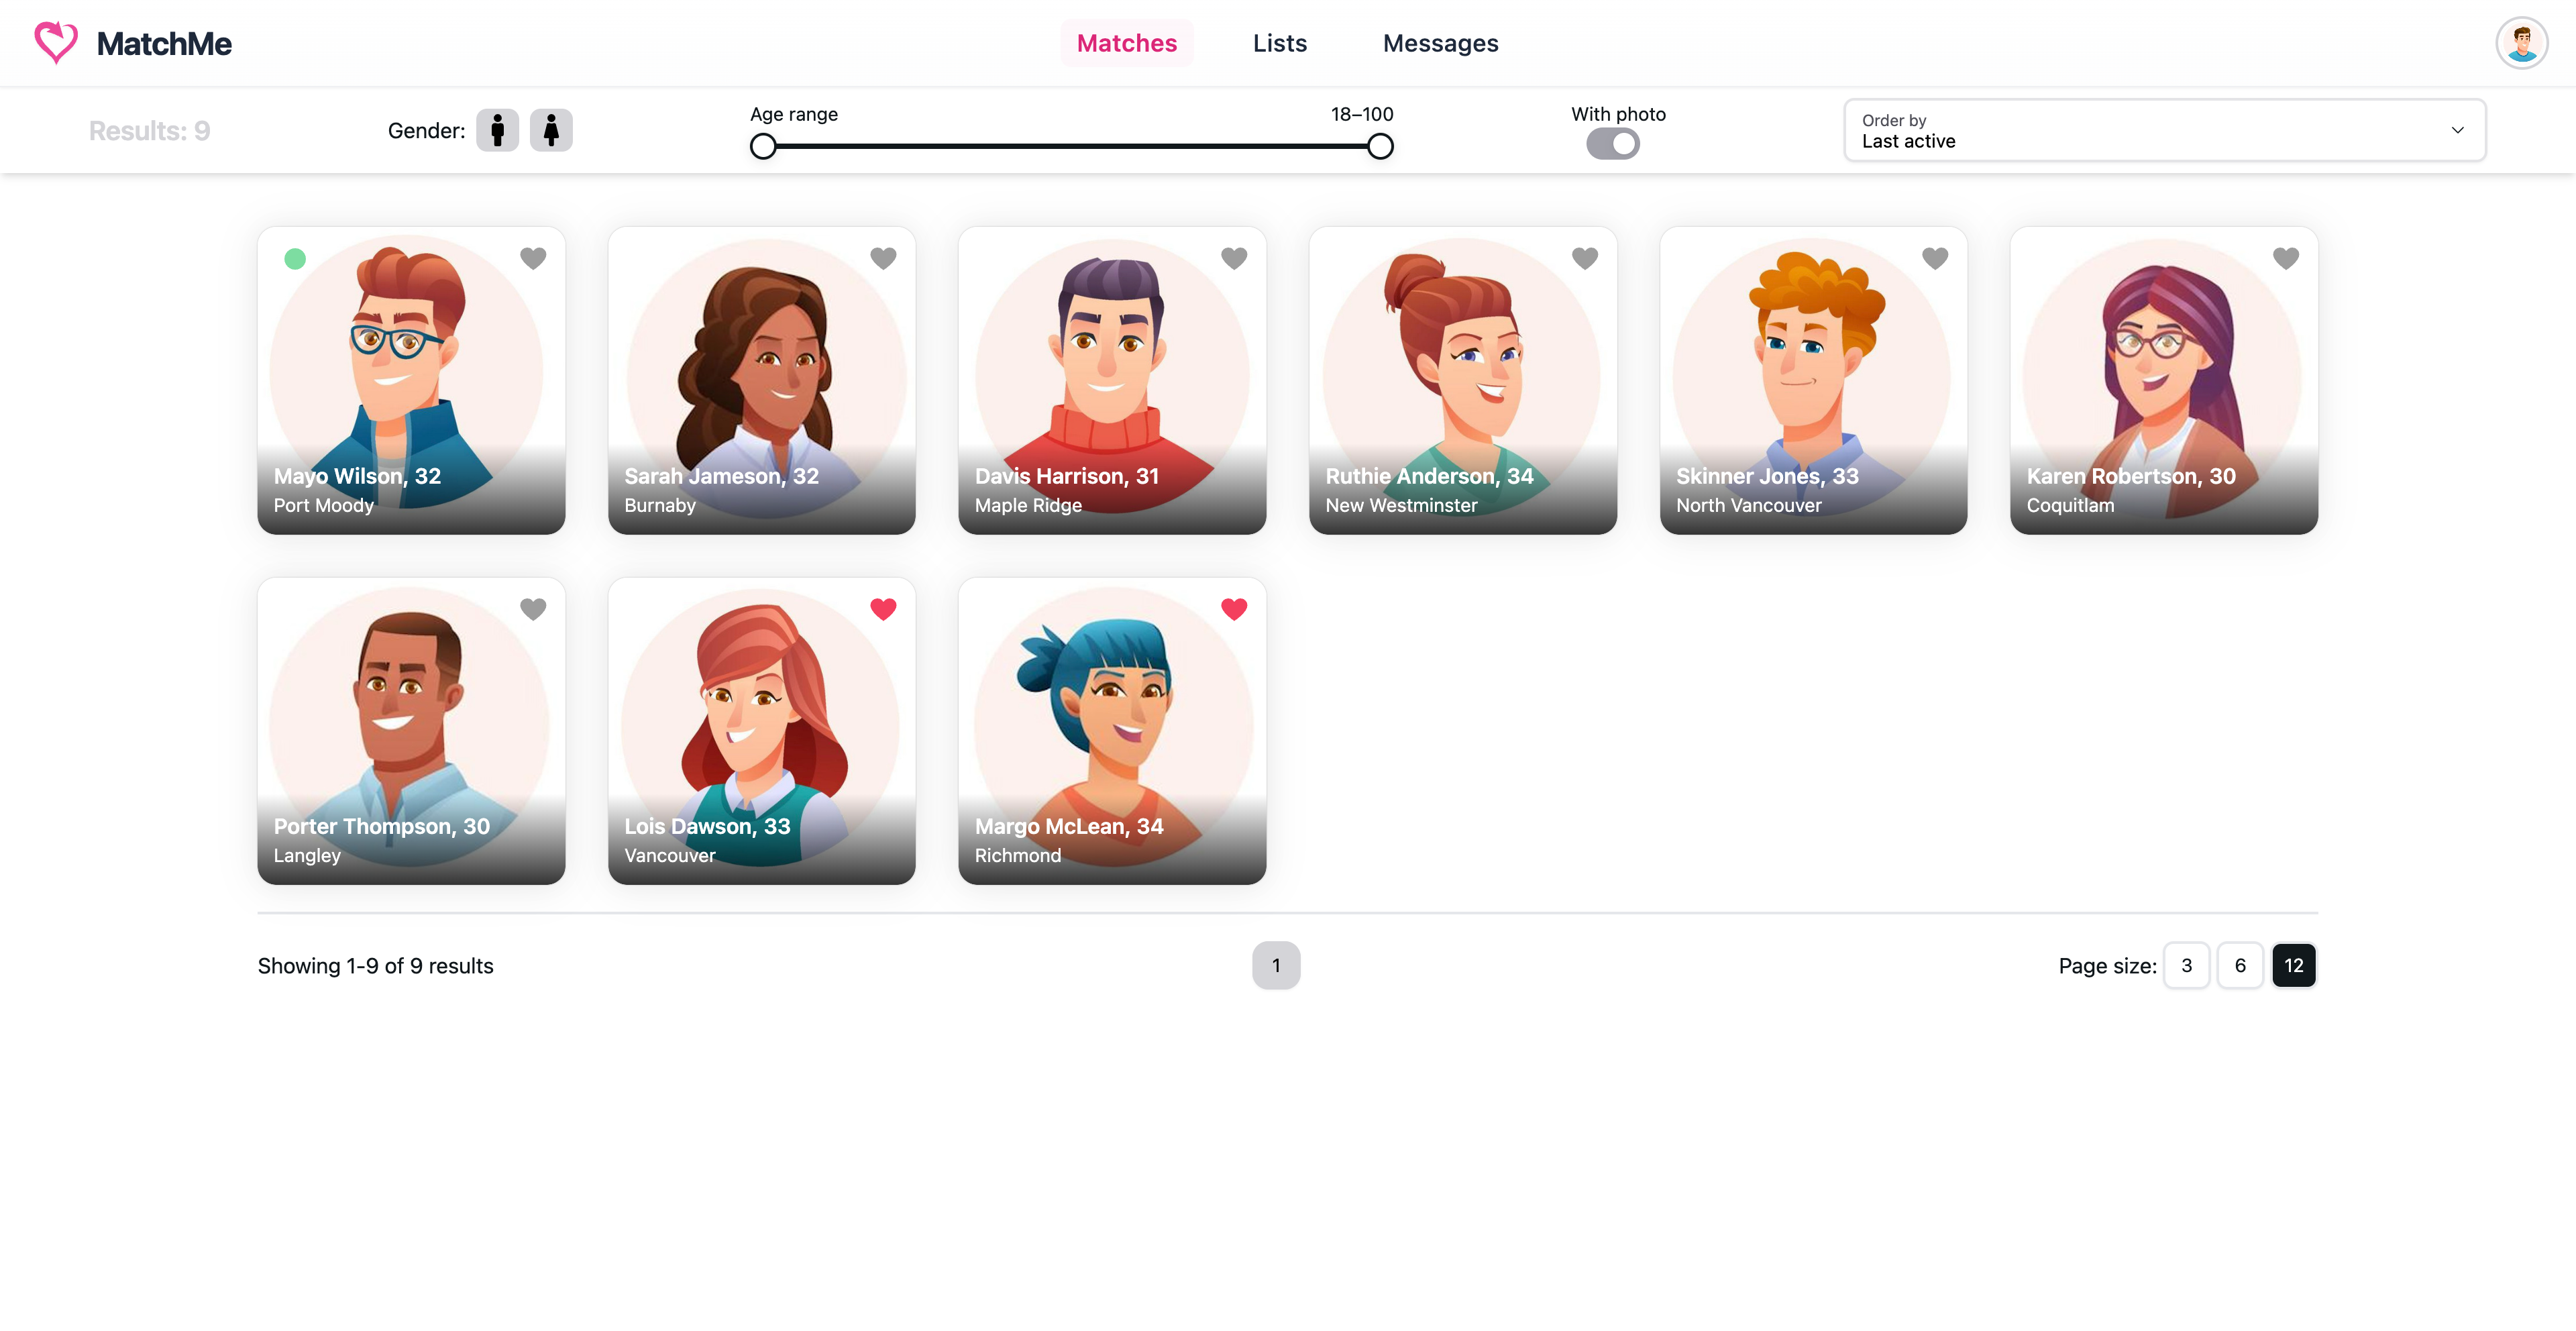 MatchMe
Matches
Lists
Messages
Results: 9
Gender:
Age range
18–100
With photo
Order by
Last active
Mayo Wilson, 32
Port Moody
Sarah Jameson, 32
Burnaby
Davis Harrison, 31
Maple Ridge
Ruthie Anderson, 34
New Westminster
Skinner Jones, 33
North Vancouver
Karen Robertson, 30
Coquitlam
Porter Thompson, 30
Langley
Lois Dawson, 33
Vancouver
Margo McLean, 34
Richmond
Showing 1-9 of 9 results
1
Page size:
3
6
12